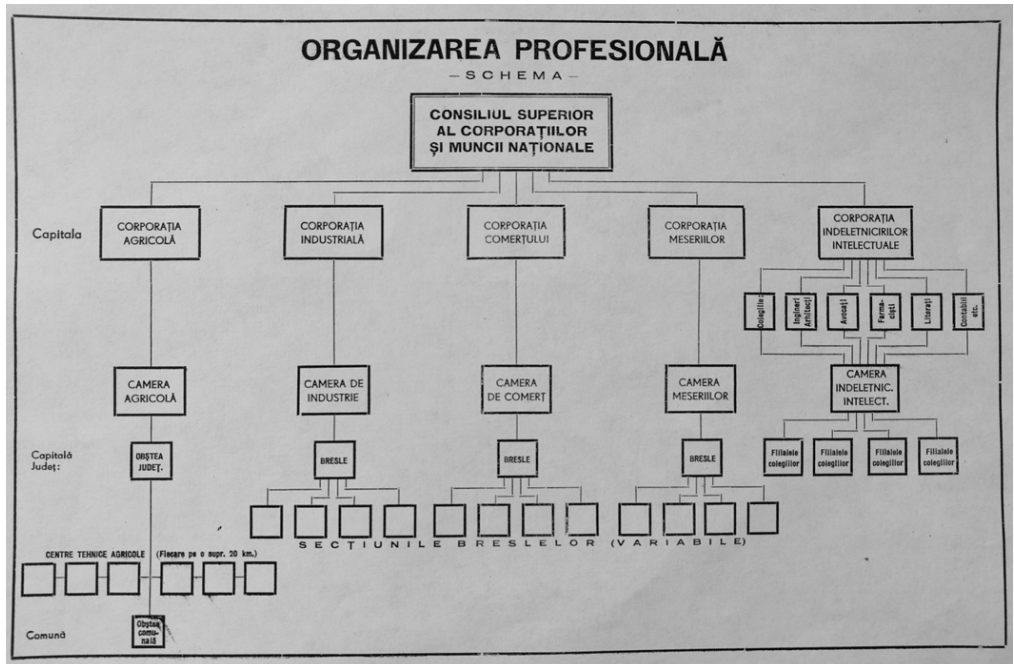 ORGANIZAREA PROFESIONALĂ
— SCHEMA —
CONSILIUL SUPERIOR
AL CORPORAȚIILOR
ȘI MUNCII NAȚIONALE
Capitala
CORPORAȚIA
AGRICOLĂ
CORPORAȚIA
INDUSTRIALĂ
CORPORAȚIA
COMERȚULUI
CORPORAȚIA
MESERIILOR
CORPORAȚIA
INDELETNICIRILOR
INTELECTUALE
Colegiile:
Ingineri
Arhitecți
Avocați
Farma-
ciști
Literați
Contabili
etc.
CAMERA
AGRICOLĂ
CAMERA DE
INDUSTRIE
CAMERA
DE COMERȚ
CAMERA
MESERIILOR
CAMERA
INDELETNIC.
INTELECT.
Capitală
Județ:
OBȘTEA
JUDEȚ.
BRESLE
BRESLE
BRESLE
Filialele
colegiilor
Filialele
colegiilor
Filialele
colegiilor
Filialele
colegiilor
SECȚIUNILE BRESLELOR (VARIABILE)
CENTRE TEHNICE AGRICOLE (Fiecare pe o supr. 20 km.)
Comună
Obștea
comu-
nală